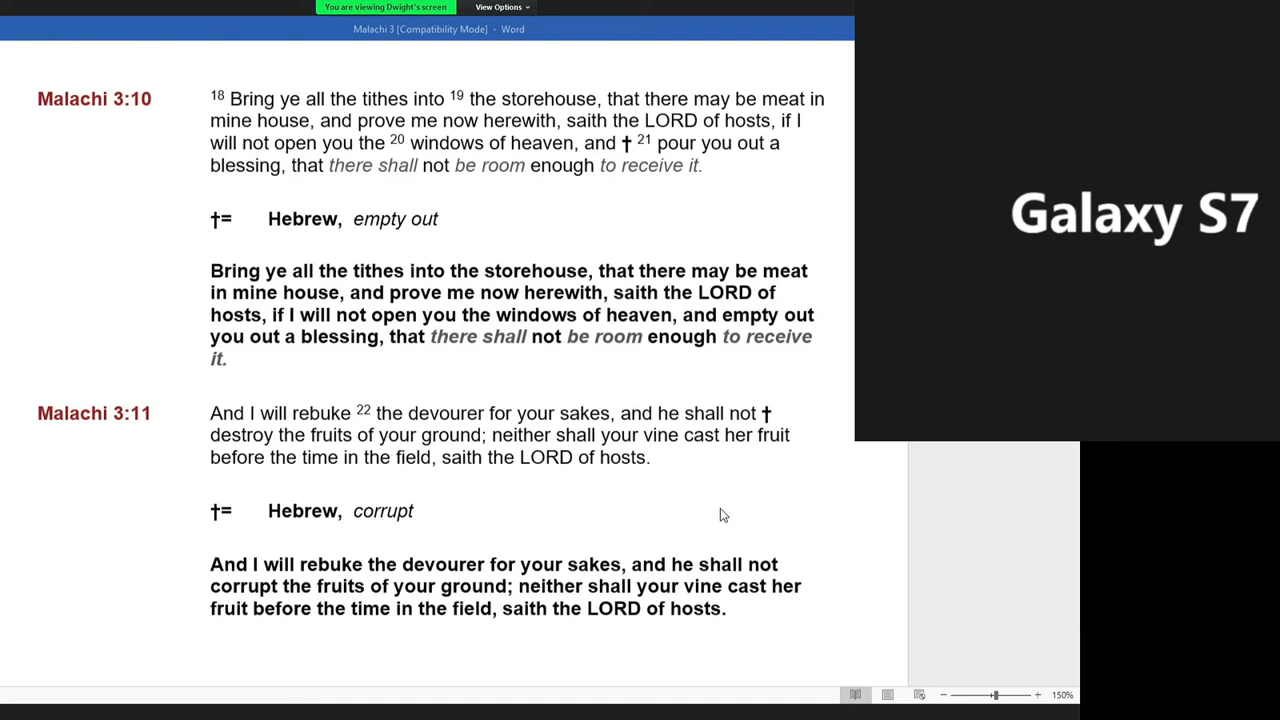 You are viewing Dwight's screen
View Options
Malachi 3 [Compatibility Mode] - Word
Galaxy S7
Malachi 3:10
18 Bring ye all the tithes into 19 the storehouse, that there may be meat in
mine house, and prove me now herewith, saith the LORD of hosts, if I
will not open you the 20 windows of heaven, and † 21 pour you out a
blessing, that there shall not be room enough to receive it.
†= Hebrew, empty out
Bring ye all the tithes into the storehouse, that there may be meat
in mine house, and prove me now herewith, saith the LORD of
hosts, if I will not open you the windows of heaven, and empty out
you out a blessing, that there shall not be room enough to receive
it.
Malachi 3:11
And I will rebuke 22 the devourer for your sakes, and he shall not †
destroy the fruits of your ground; neither shall your vine cast her fruit
before the time in the field, saith the LORD of hosts.
†= Hebrew, corrupt
And I will rebuke the devourer for your sakes, and he shall not
corrupt the fruits of your ground; neither shall your vine cast her
fruit before the time in the field, saith the LORD of hosts.
150%